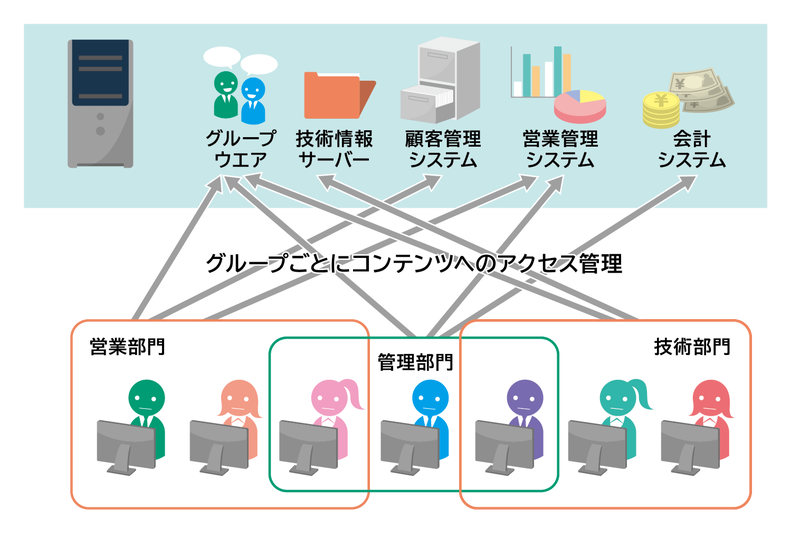 グループ
ウエア
技術情報
サーバー
顧客管理
システム
営業管理
システム
¥
¥
会計
システム
グループごとにコンテンツへのアクセス管理
営業部門
管理部門
技術部門